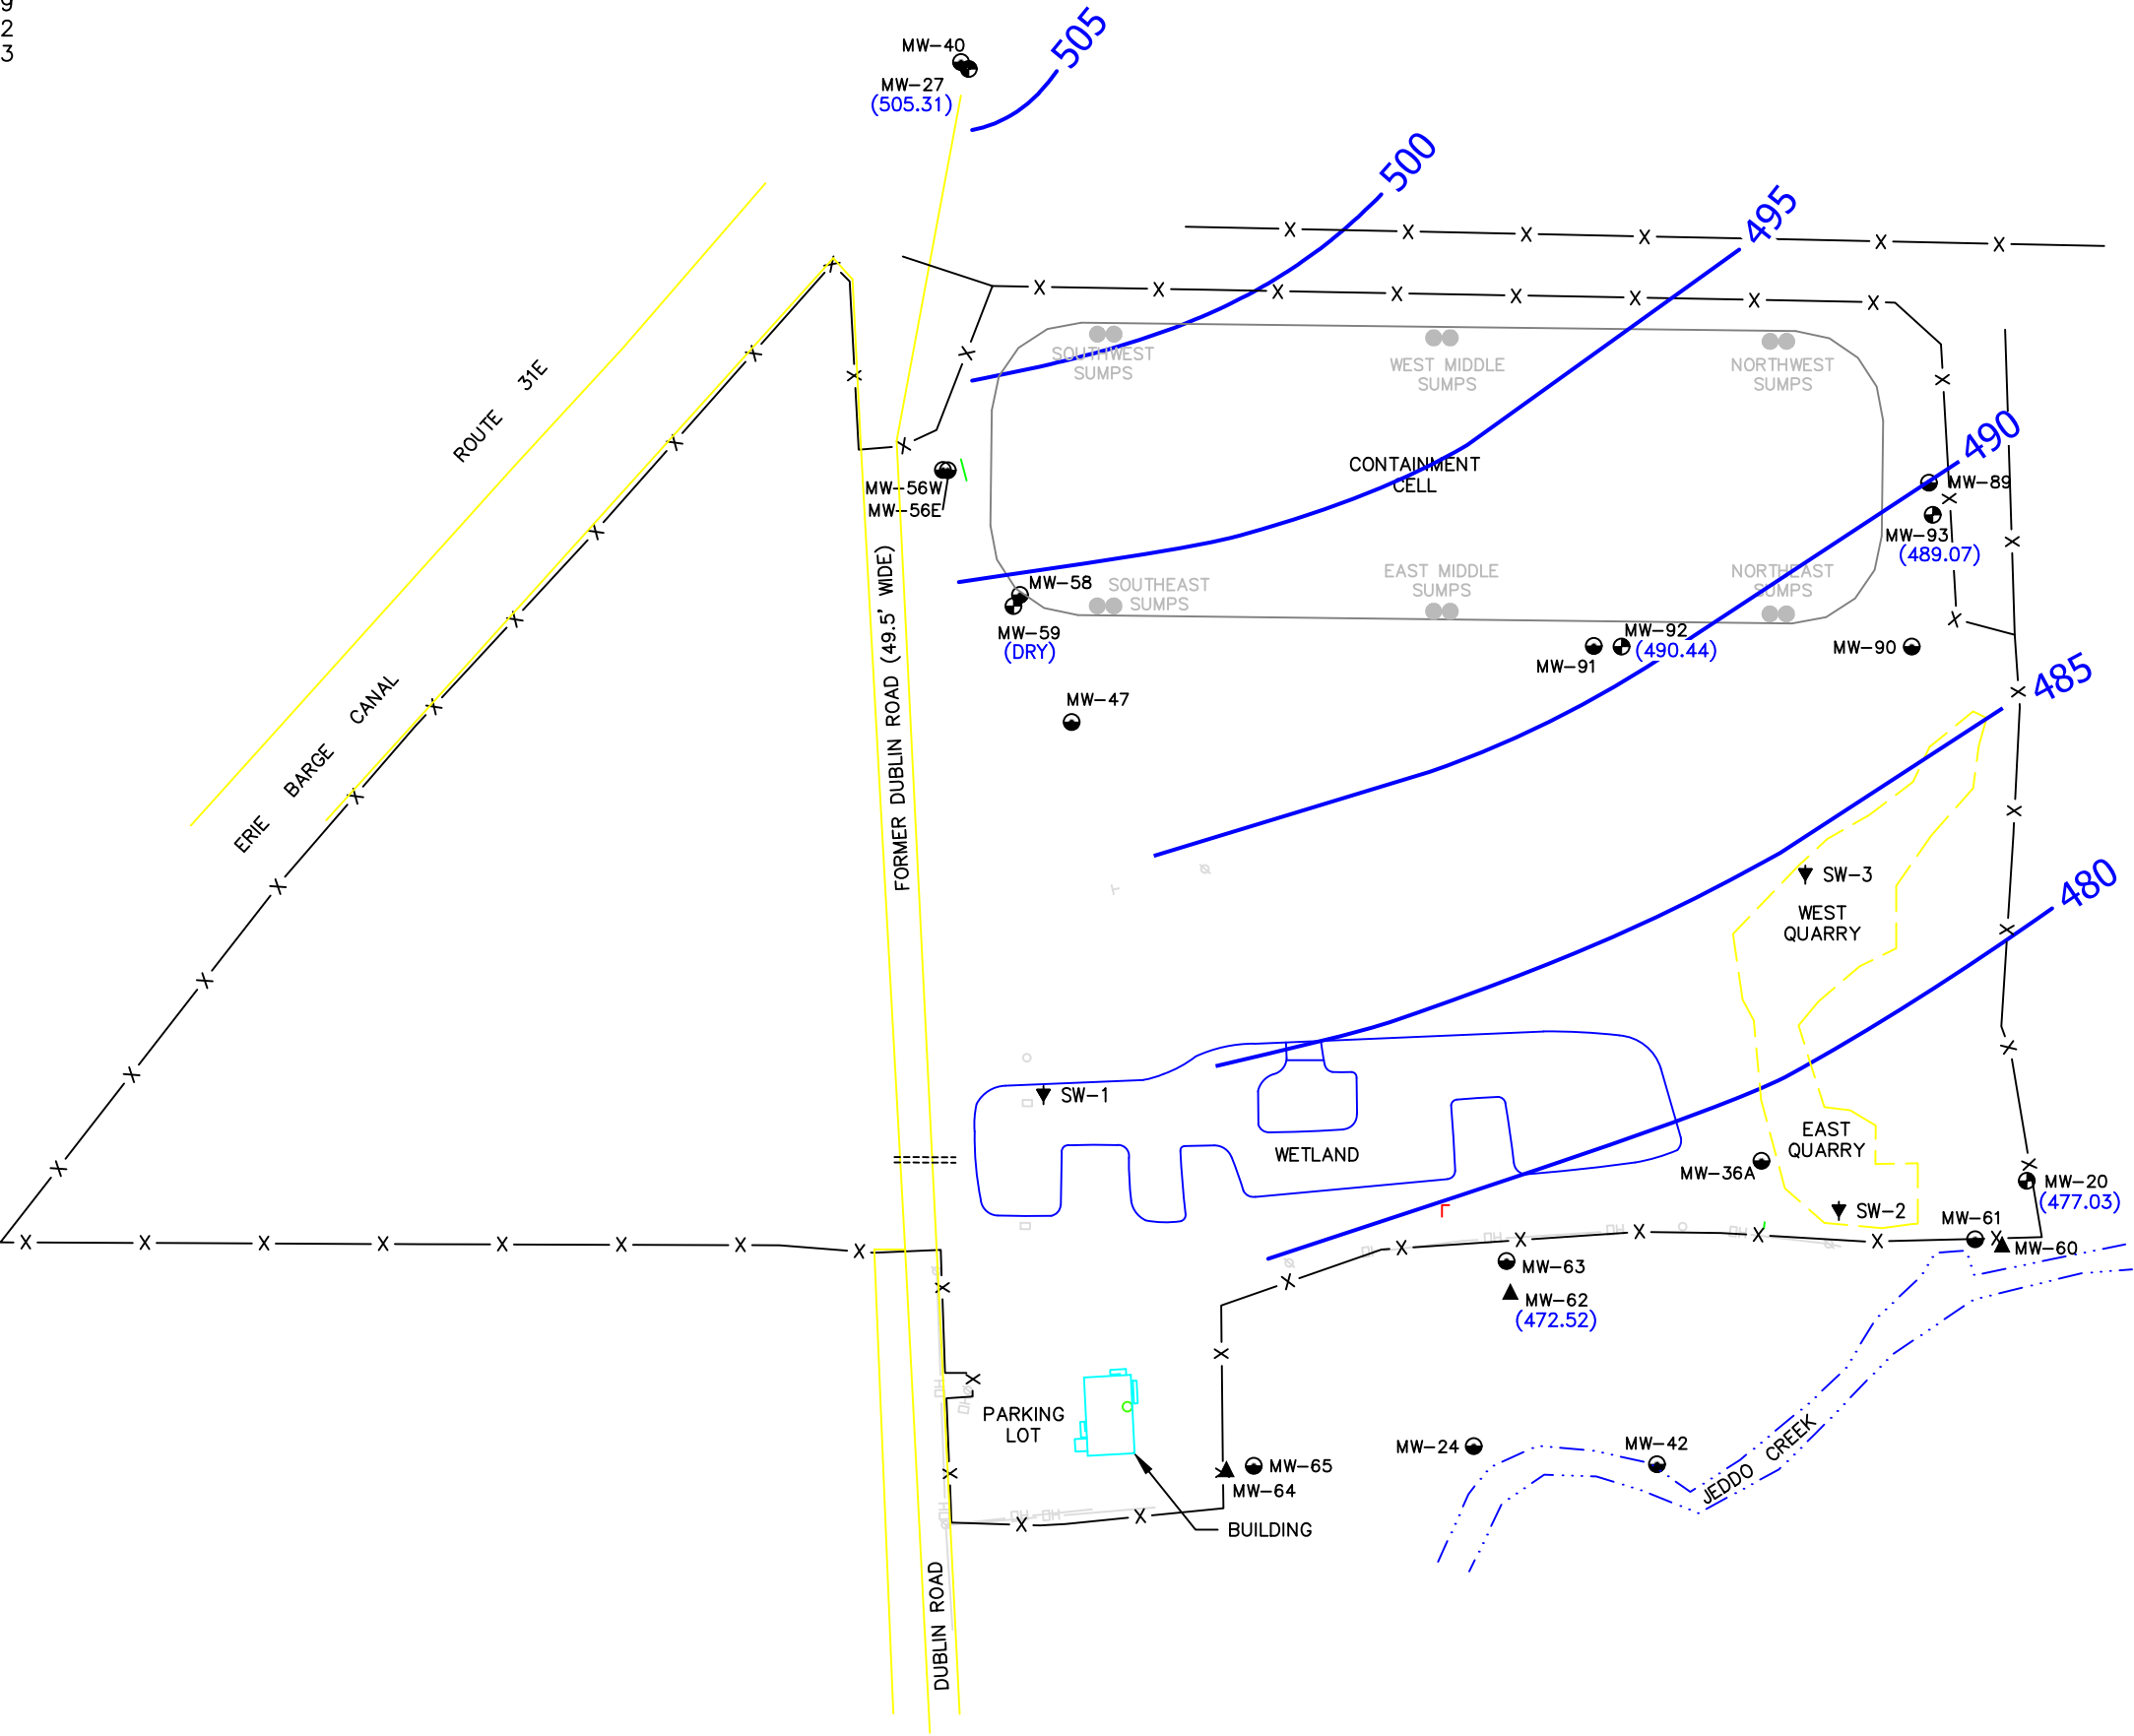 9
2
3
MW-40
MW-27
(505.31)
505
500
495
ROUTE 31E
SOUTHWEST
SUMPS
WEST MIDDLE
SUMPS
NORTHWEST
SUMPS
490
MW-56W
MW-56E
CONTAINMENT
CELL
MW-89
MW-93
(489.07)
MW-58
SOUTHEAST
SUMPS
EAST MIDDLE
SUMPS
NORTHEAST
SUMPS
MW-59
(DRY)
MW-92
(490.44)
MW-91
MW-90
ERIE BARGE CANAL
FORMER DUBLIN ROAD (49.5' WIDE)
MW-47
485
SW-3
WEST
QUARRY
480
SW-1
WETLAND
EAST
QUARRY
MW-36A
MW-20
(477.03)
SW-2
MW-61
MW-60
MW-63
MW-62
(472.52)
PARKING
LOT
MW-24
MW-42
JEDDO CREEK
MW-65
MW-64
BUILDING
DUBLIN ROAD